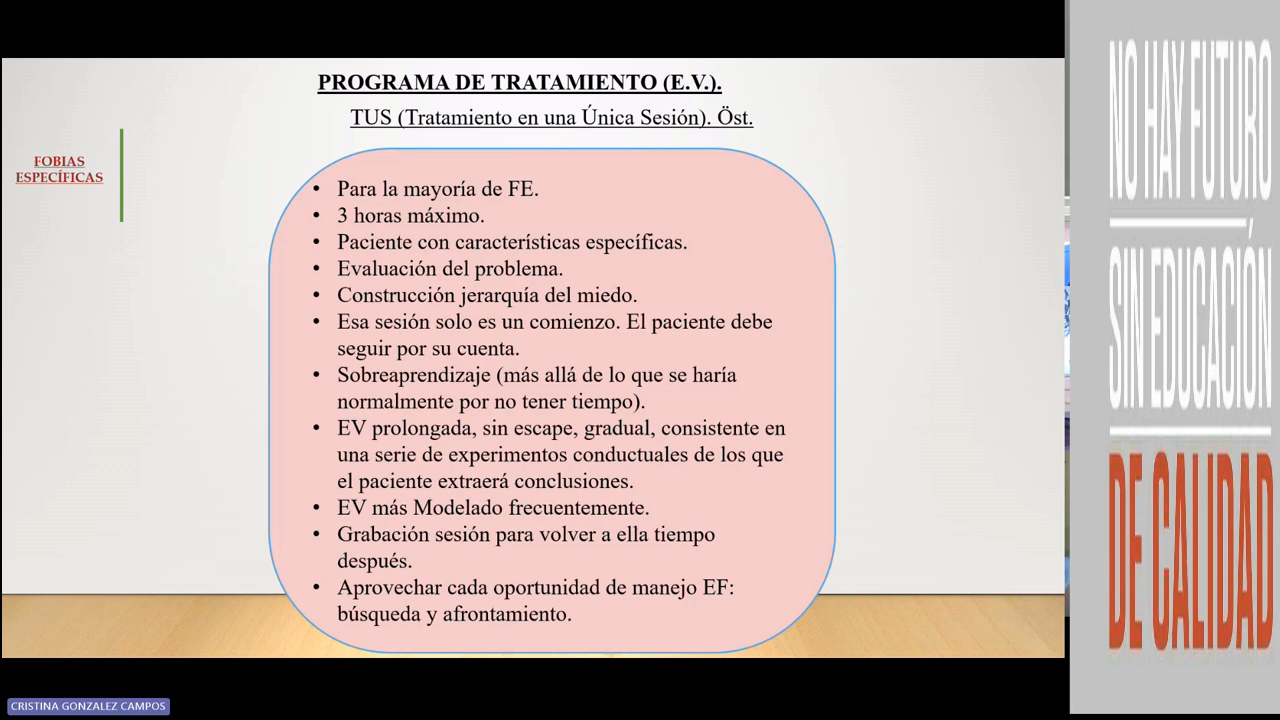 PROGRAMA DE TRATAMIENTO (E.V.).
TUS (Tratamiento en una Única Sesión). Öst.
FOBIAS
ESPECÍFICAS
• Para la mayoría de FE.
• 3 horas máximo.
• Paciente con características específicas.
• Evaluación del problema.
• Construcción jerarquía del miedo.
• Esa sesión solo es un comienzo. El paciente debe
seguir por su cuenta.
• Sobreaprendizaje (más allá de lo que se haría
normalmente por no tener tiempo).
• EV prolongada, sin escape, gradual, consistente en
una serie de experimentos conductuales de los que
el paciente extraerá conclusiones.
• EV más Modelado frecuentemente.
• Grabación sesión para volver a ella tiempo
después.
• Aprovechar cada oportunidad de manejo EF:
búsqueda y afrontamiento.
NO HAY FUTURO
SIN EDUCACIÓN
DE CALIDAD
CRISTINA GONZALEZ CAMPOS